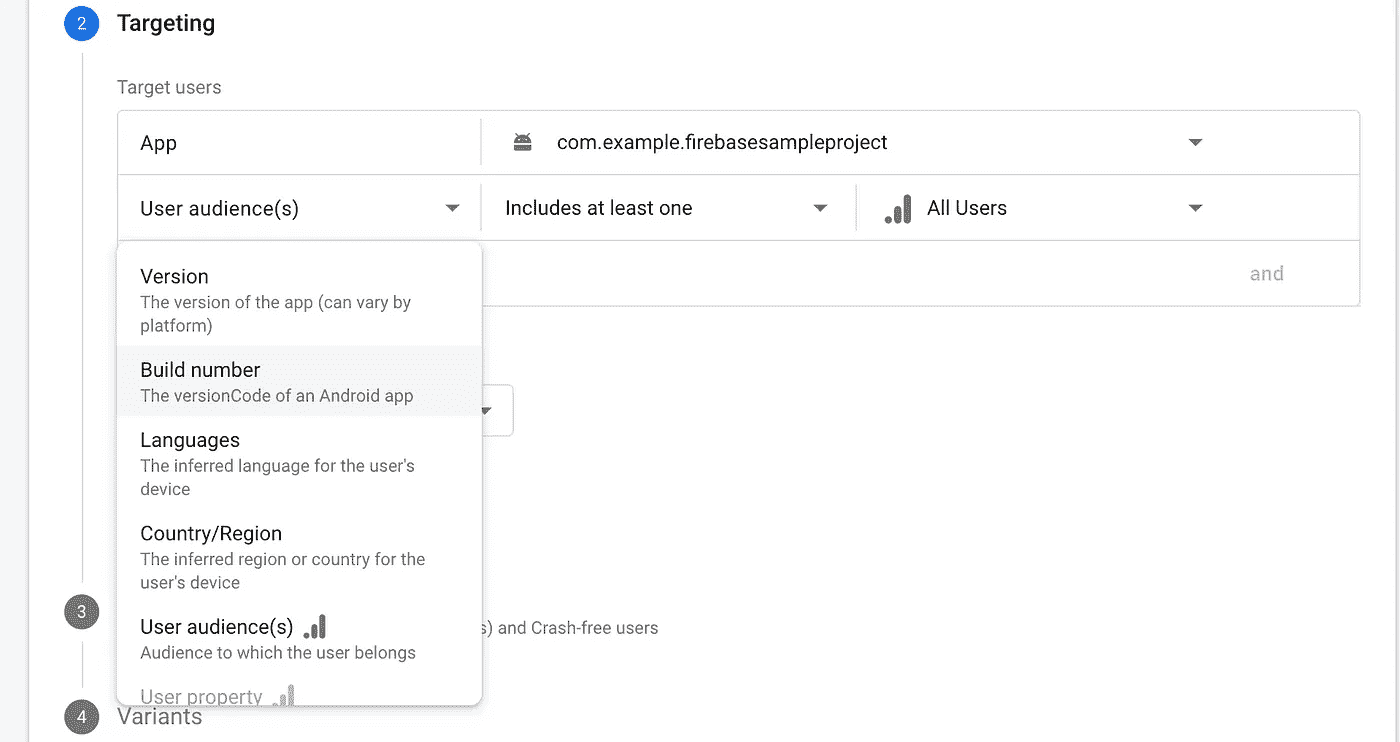 2 Targeting
Target users
App com.example.firebasesampleproject
User audience(s) Includes at least one All Users
and
Version
The version of the app (can vary by
platform)
Build number
The versionCode of an Android app
Languages
The inferred language for the user's
device
Country/Region
The inferred region or country for the
user's device
User audience(s)
Audience to which the user belongs
User property
3 s) and Crash-free users
4 Variants